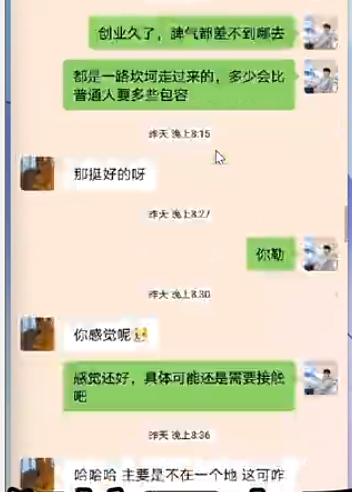 创业久了，脾气都差不到哪去
都是一路坎坷走过来的，多少会比
普通人要多些包容
昨天 晚上8:15
那挺好的呀
昨天 晚上8:27
你勒
昨天 晚上8:30
你感觉呢
感觉还好，具体可能还是需要接触
吧
昨天 晚上8:36
哈哈哈 主要是不在一个地 这可咋